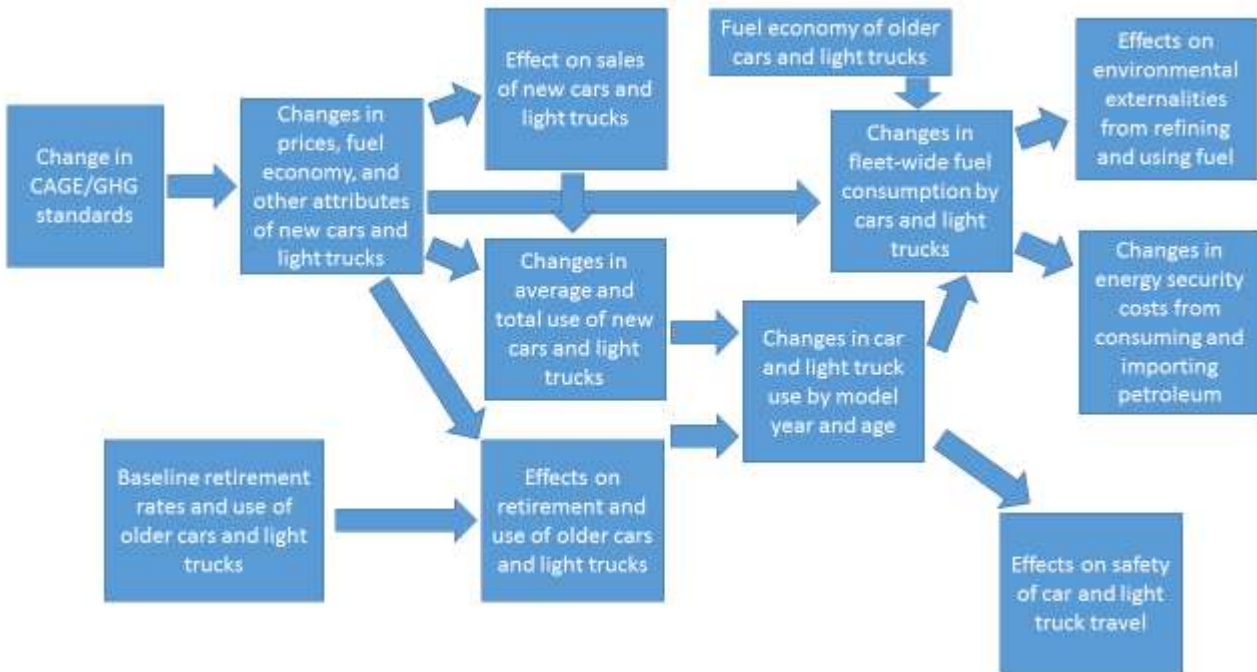 Change in
CAGE/GHG
standards
Changes in
prices, fuel
economy, and
other attributes
of new cars and
light trucks
Effect on sales
of new cars and
light trucks
Fuel economy of older
cars and light trucks
Effects on
environmental
externalities
from refining
and using fuel
Changes in
fleet-wide fuel
consumption by
cars and light
trucks
Changes in
average and
total use of new
cars and light
trucks
Changes in
energy security
costs from
consuming and
importing
petroleum
Changes in car
and light truck
use by model
year and age
Baseline retirement
rates and use of
older cars and light
trucks
Effects on
retirement and
use of older cars
and light trucks
Effects on safety
of car and light
truck travel